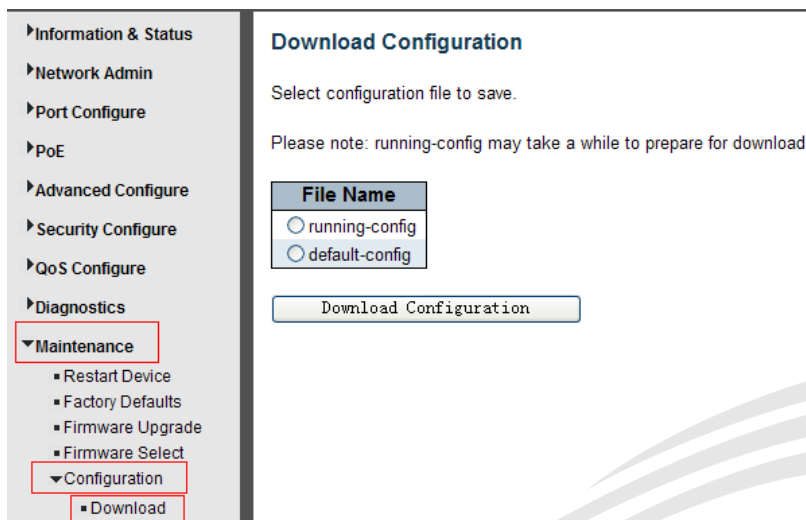 Information & Status
Network Admin
Port Configure
PoE
Advanced Configure
Security Configure
QoS Configure
Diagnostics
Maintenance
Restart Device
Factory Defaults
Firmware Upgrade
Firmware Select
Configuration
Download
Download Configuration
Select configuration file to save.
Please note: running-config may take a while to prepare for download
File Name
running-config
default-config
Download Configuration